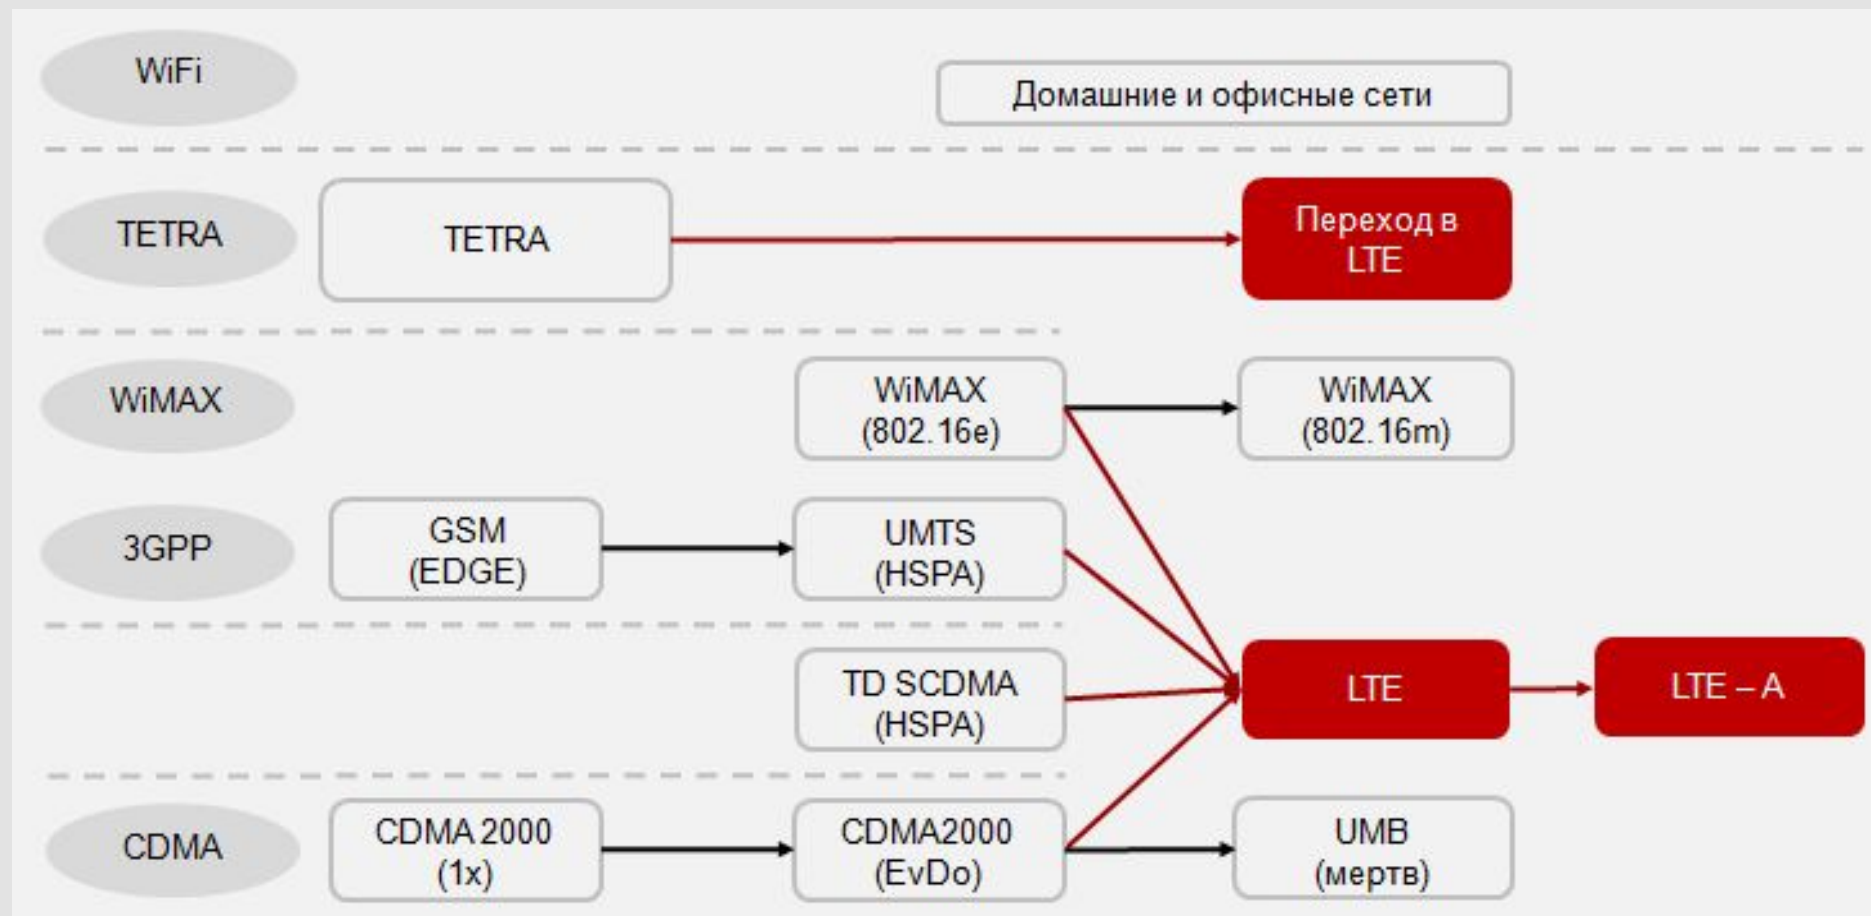 WiFi
Домашние и офисные сети
TETRA
TETRA
Переход в
LTE
WiMAX
WiMAX
(802.16e)
WiMAX
(802.16m)
3GPP
GSM
(EDGE)
UMTS
(HSPA)
TD SCDMA
(HSPA)
LTE
LTE – A
CDMA
CDMA 2000
(1x)
CDMA2000
(EvDo)
UMB
(мертв)